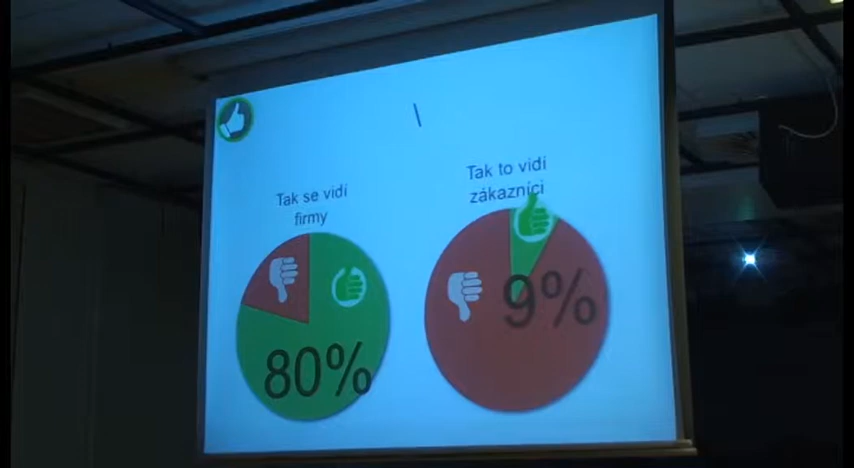 Tak se vidí
firmy
80%
Tak to vidí
zákazníci
9%